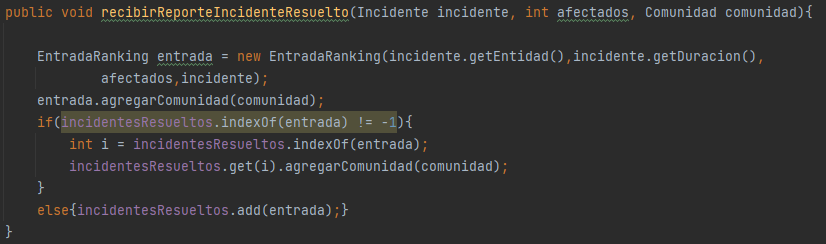 public void recibirReporteIncidenteResuelto(Incidente incidente, int afectados, Comunidad comunidad){
EntradaRanking entrada = new EntradaRanking(incidente.getEntidad(),incidente.getDuracion(),
afectados,incidente);
entrada.agregarComunidad(comunidad);
if(incidentesResueltos.indexOf(entrada) != -1){
int i = incidentesResueltos.indexOf(entrada);
incidentesResueltos.get(i).agregarComunidad(comunidad);
}
else{incidentesResueltos.add(entrada);}
}